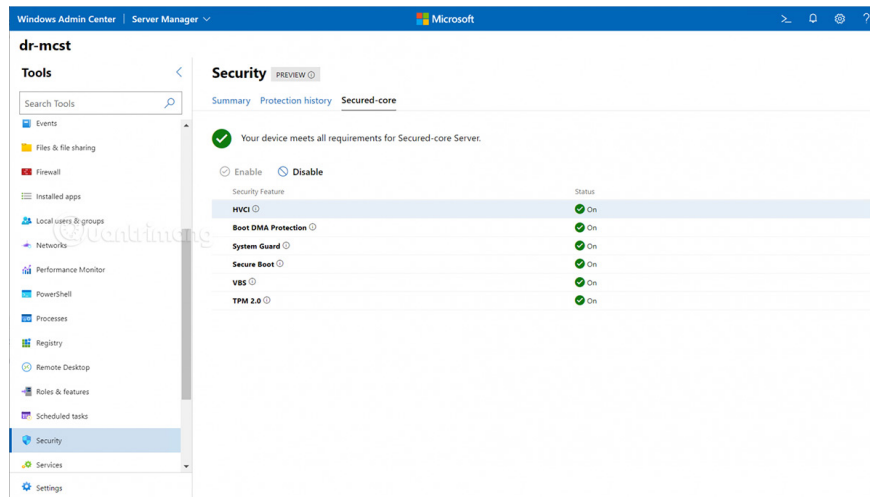 Windows Admin Center | Server Manager
Microsoft
dr-mcst
Tools
Search Tools
Events
Files & file sharing
Firewall
Installed apps
Local users & groups
Networks
Performance Monitor
PowerShell
Processes
Registry
Remote Desktop
Roles & features
Scheduled tasks
Security
Services
Settings
Security PREVIEW
Summary Protection history Secured-core
Your device meets all requirements for Secured-core Server.
Enable Disable
Security Feature Status
HVCI On
Boot DMA Protection On
System Guard On
Secure Boot On
VBS On
TPM 2.0 On
Quantrimang